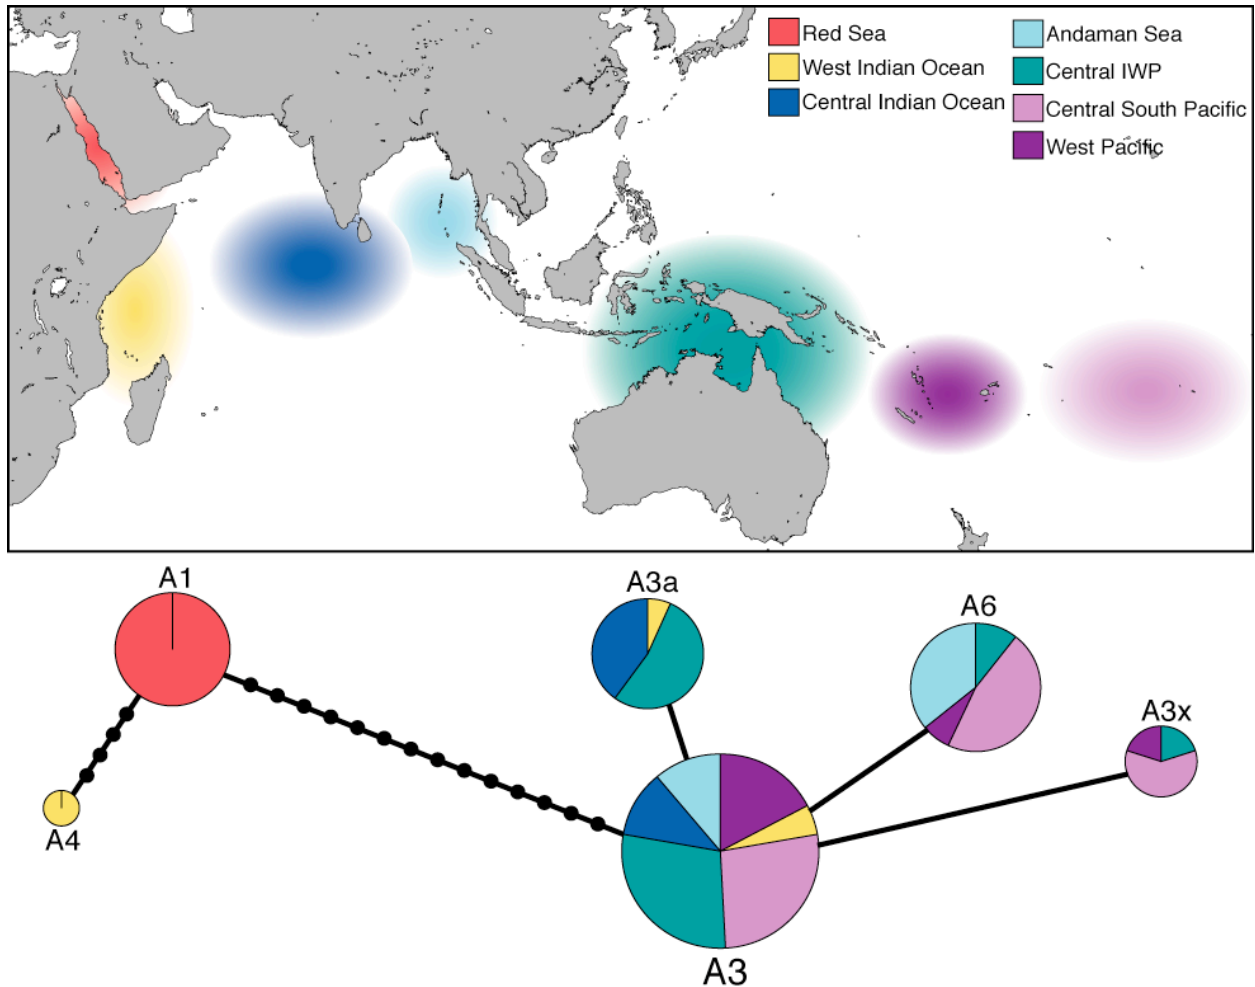 Red Sea
West Indian Ocean
Central Indian Ocean
Andaman Sea
Central IWP
Central South Pacific
West Pacific
A1
A3a
A6
A3x
A4
A3